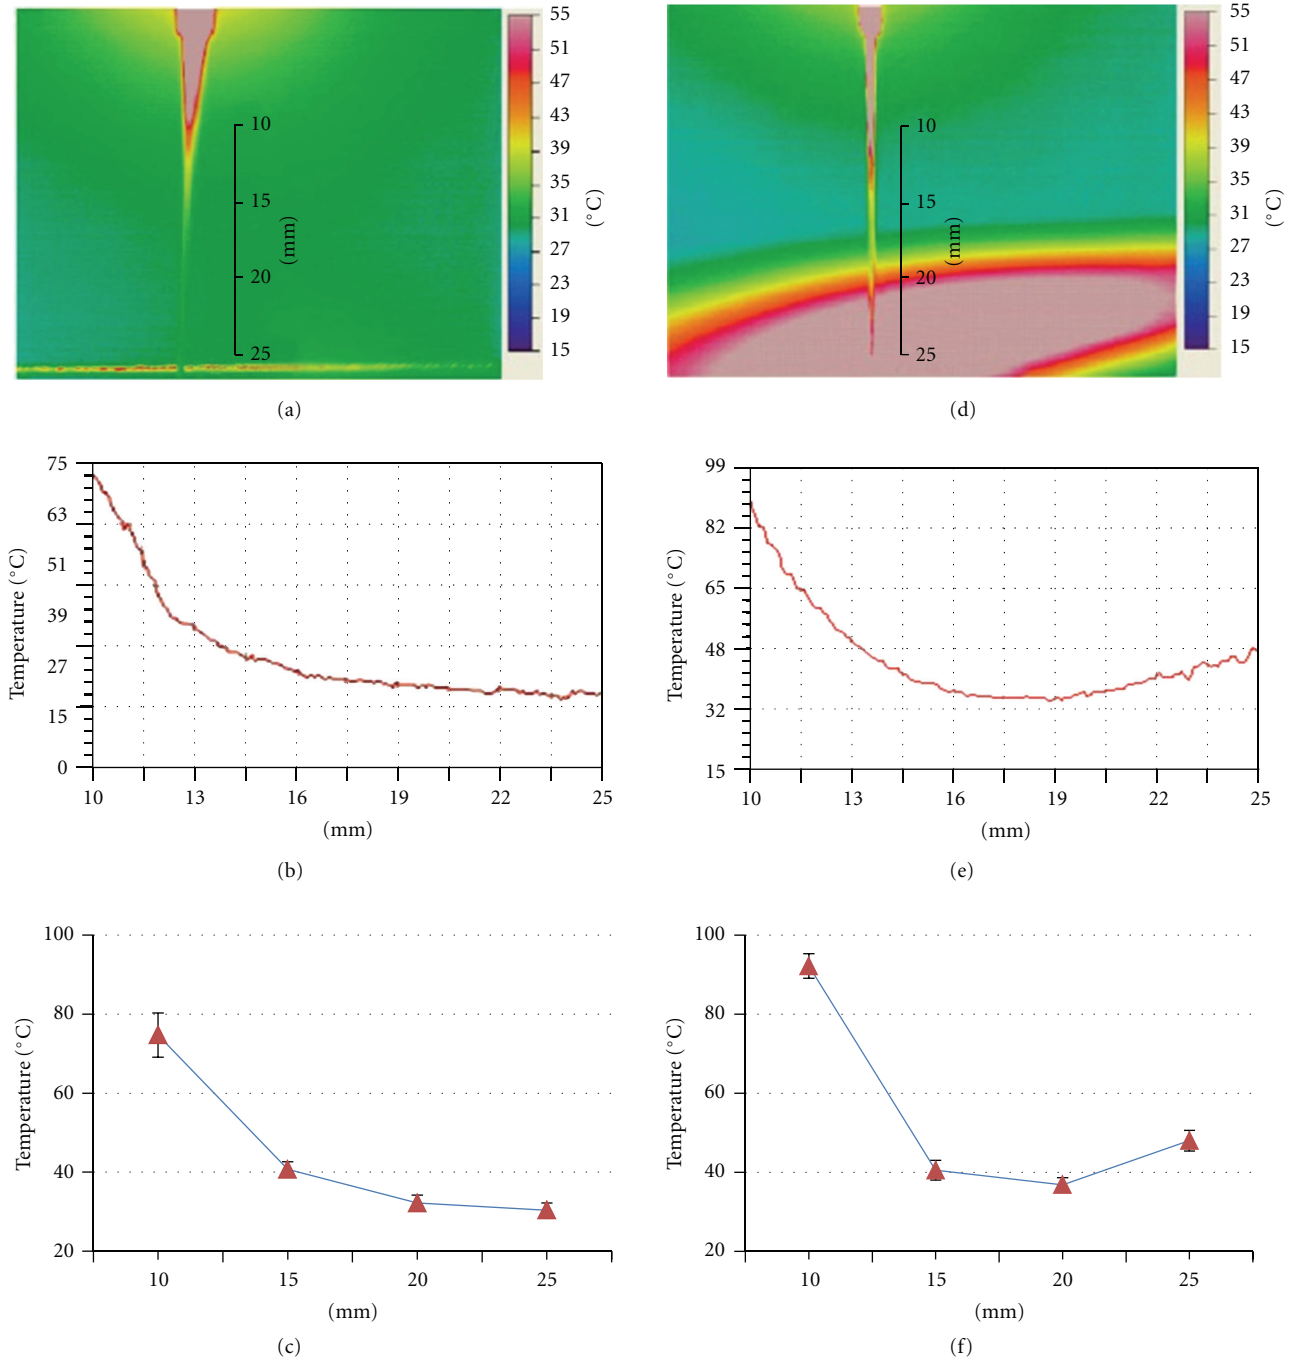 55
51
47
43
39
35
31
27
23
19
15
(°C)
10
15
20
25
(mm)
(a)
55
51
47
43
39
35
31
27
23
19
15
(°C)
10
15
20
25
(mm)
(d)
75
63
51
39
27
15
0
Temperature (°C)
10 13 16 19 22 25
(mm)
(b)
99
82
65
48
32
15
Temperature (°C)
10 13 16 19 22 25
(mm)
(e)
100
80
60
40
20
Temperature (°C)
10 15 20 25
(mm)
(c)
100
80
60
40
20
Temperature (°C)
10 15 20 25
(mm)
(f)